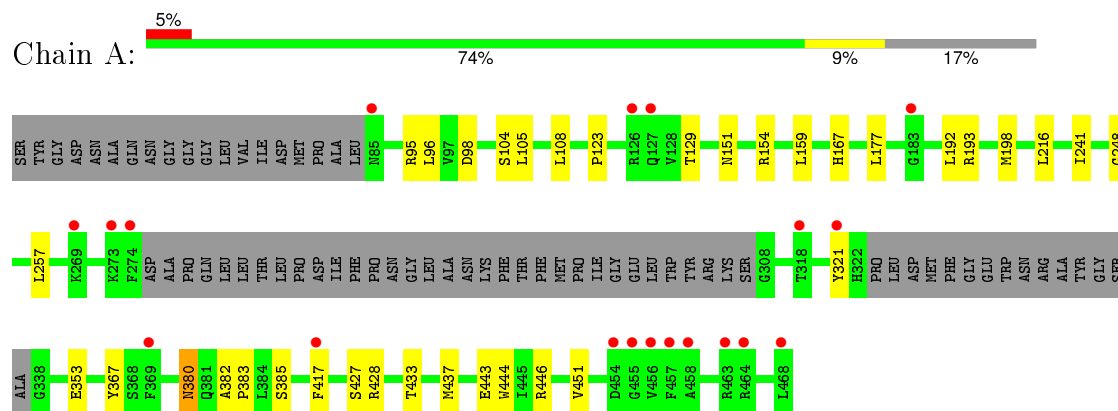 5%
Chain A:
74% 9% 17%
SER TYR GLY ASP ASN ALA GLN ASN GLY GLY GLY LEU VAL ILE ASP MET PRO ALA LEU N85 R95 L96 V97 D98 S104 L105 L108 P123 R126 Q127 V128 T129 N151 R154 L159 H167 L177 G183 L192 R193 M198 L216 I241
L257 K269 K273 F274 ASP ALA PRO GLN LEU LEU THR LEU PRO ASP ILE PHE PRO ASN GLY LEU ALA ASN LYS PHE THR PHE MET PRO ILE GLY GLU LEU TRP TYR ARG LYS SER G308 T318 Y321 H322 PRO LEU ASP MET PHE GLY GLU TRP ASN ARG ALA TYR GLY SER
ALA G338 E353 Y367 S368 F369 N380 Q381 A382 P383 L384 S385 F417 S427 R428 T433 M437 E443 W444 I445 R446 V451 D454 G455 V456 F457 A458 R463 R464 L468